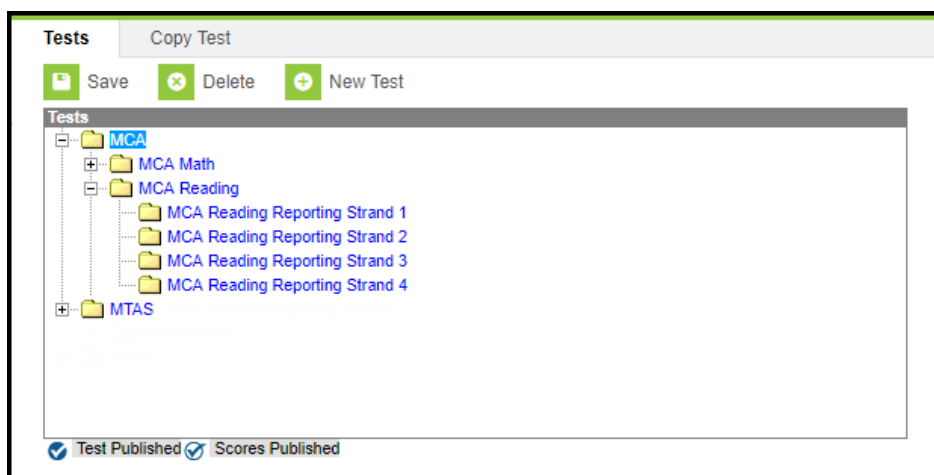 Tests Copy Test
Save Delete New Test
Tests
MCA
MCA Math
MCA Reading
MCA Reading Reporting Strand 1
MCA Reading Reporting Strand 2
MCA Reading Reporting Strand 3
MCA Reading Reporting Strand 4
MTAS
Test Published Scores Published